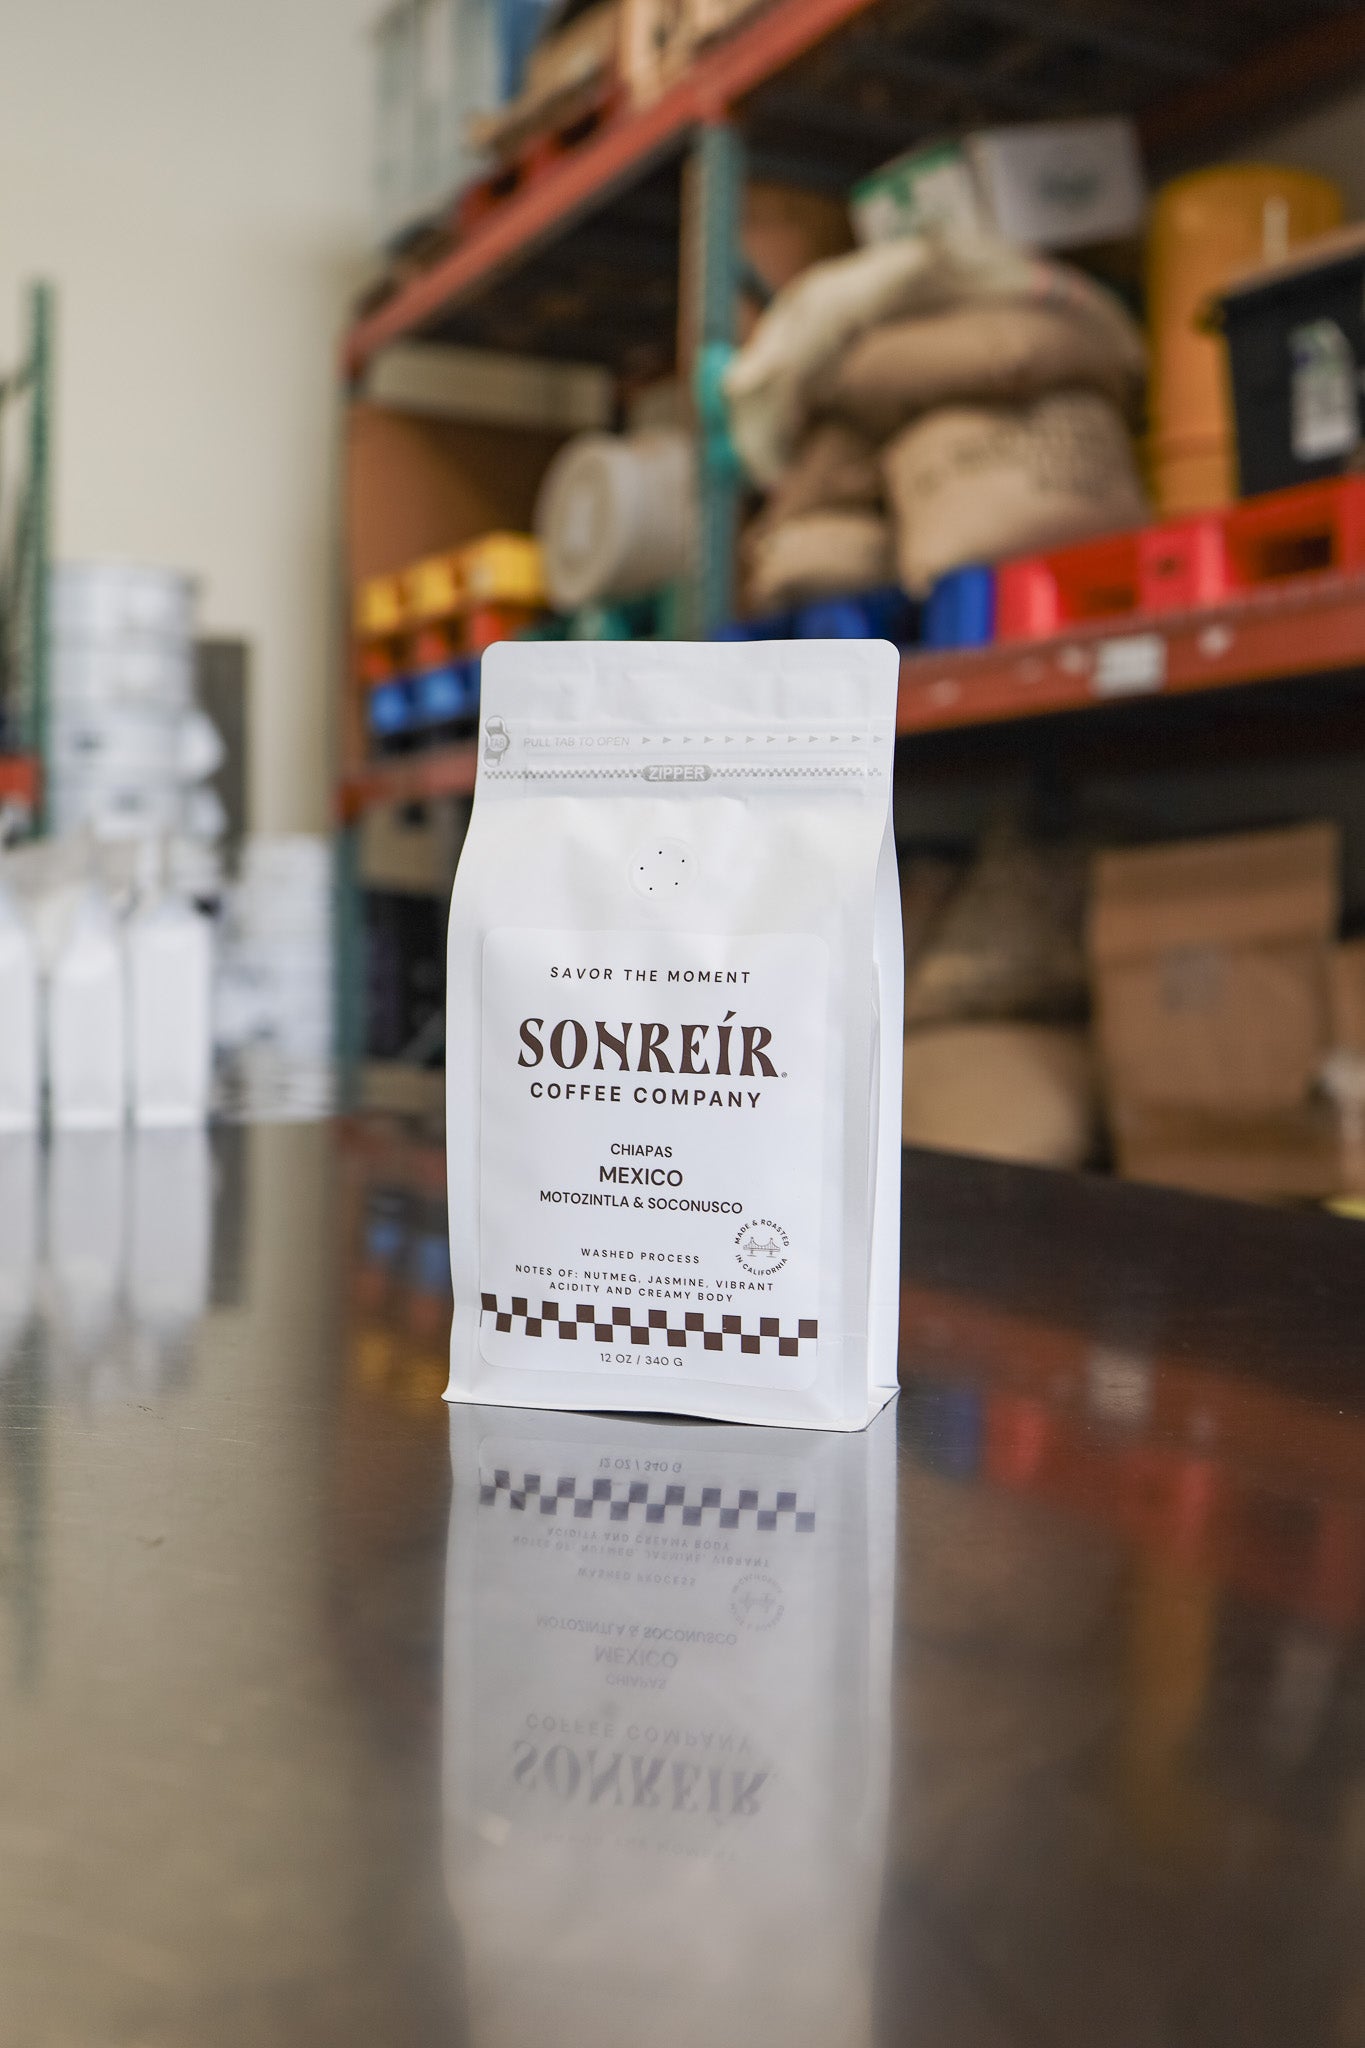 TAB PULL TAB TO OPEN
ZIPPER
SAVOR THE MOMENT
SONREÍR®
COFFEE COMPANY
CHIAPAS
MEXICO
MOTOZINTLA & SOCONUSCO
MADE & ROASTED
IN CALIFORNIA
WASHED PROCESS
NOTES OF: NUTMEG, JASMINE, VIBRANT
ACIDITY AND CREAMY BODY
12 OZ / 340 G